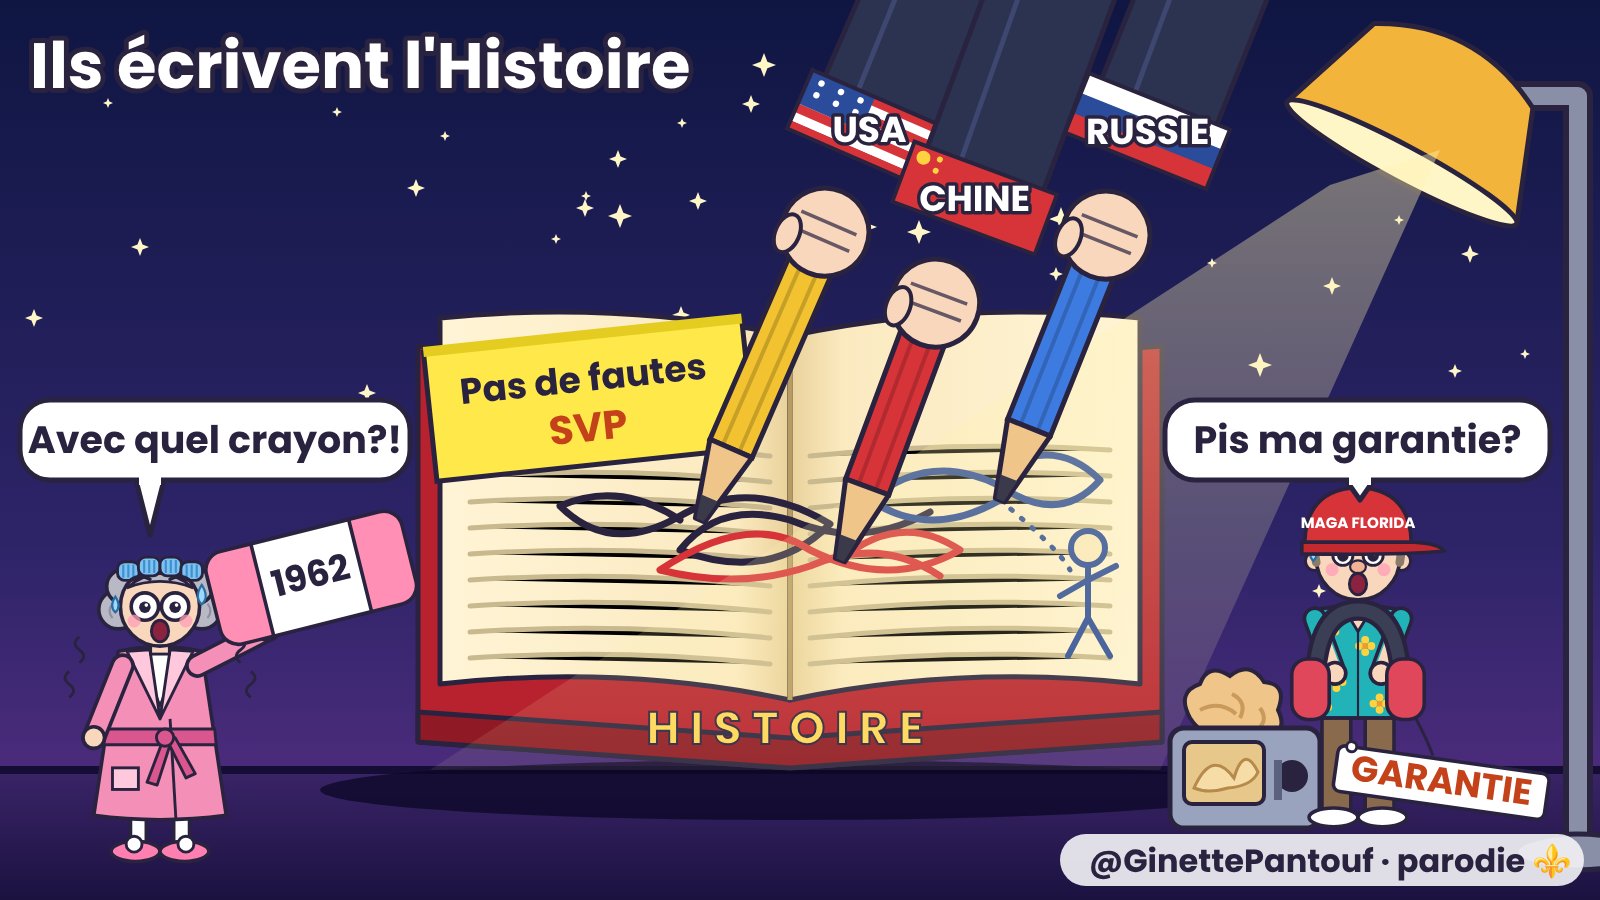 Ils écrivent l'Histoire
USA
CHINE
RUSSIE
Pas de fautes
SVP
Avec quel crayon?!
1962
HISTOIRE
Pis ma garantie?
MAGA FLORIDA
GARANTIE
@GinettePantouf · parodie ⚜️